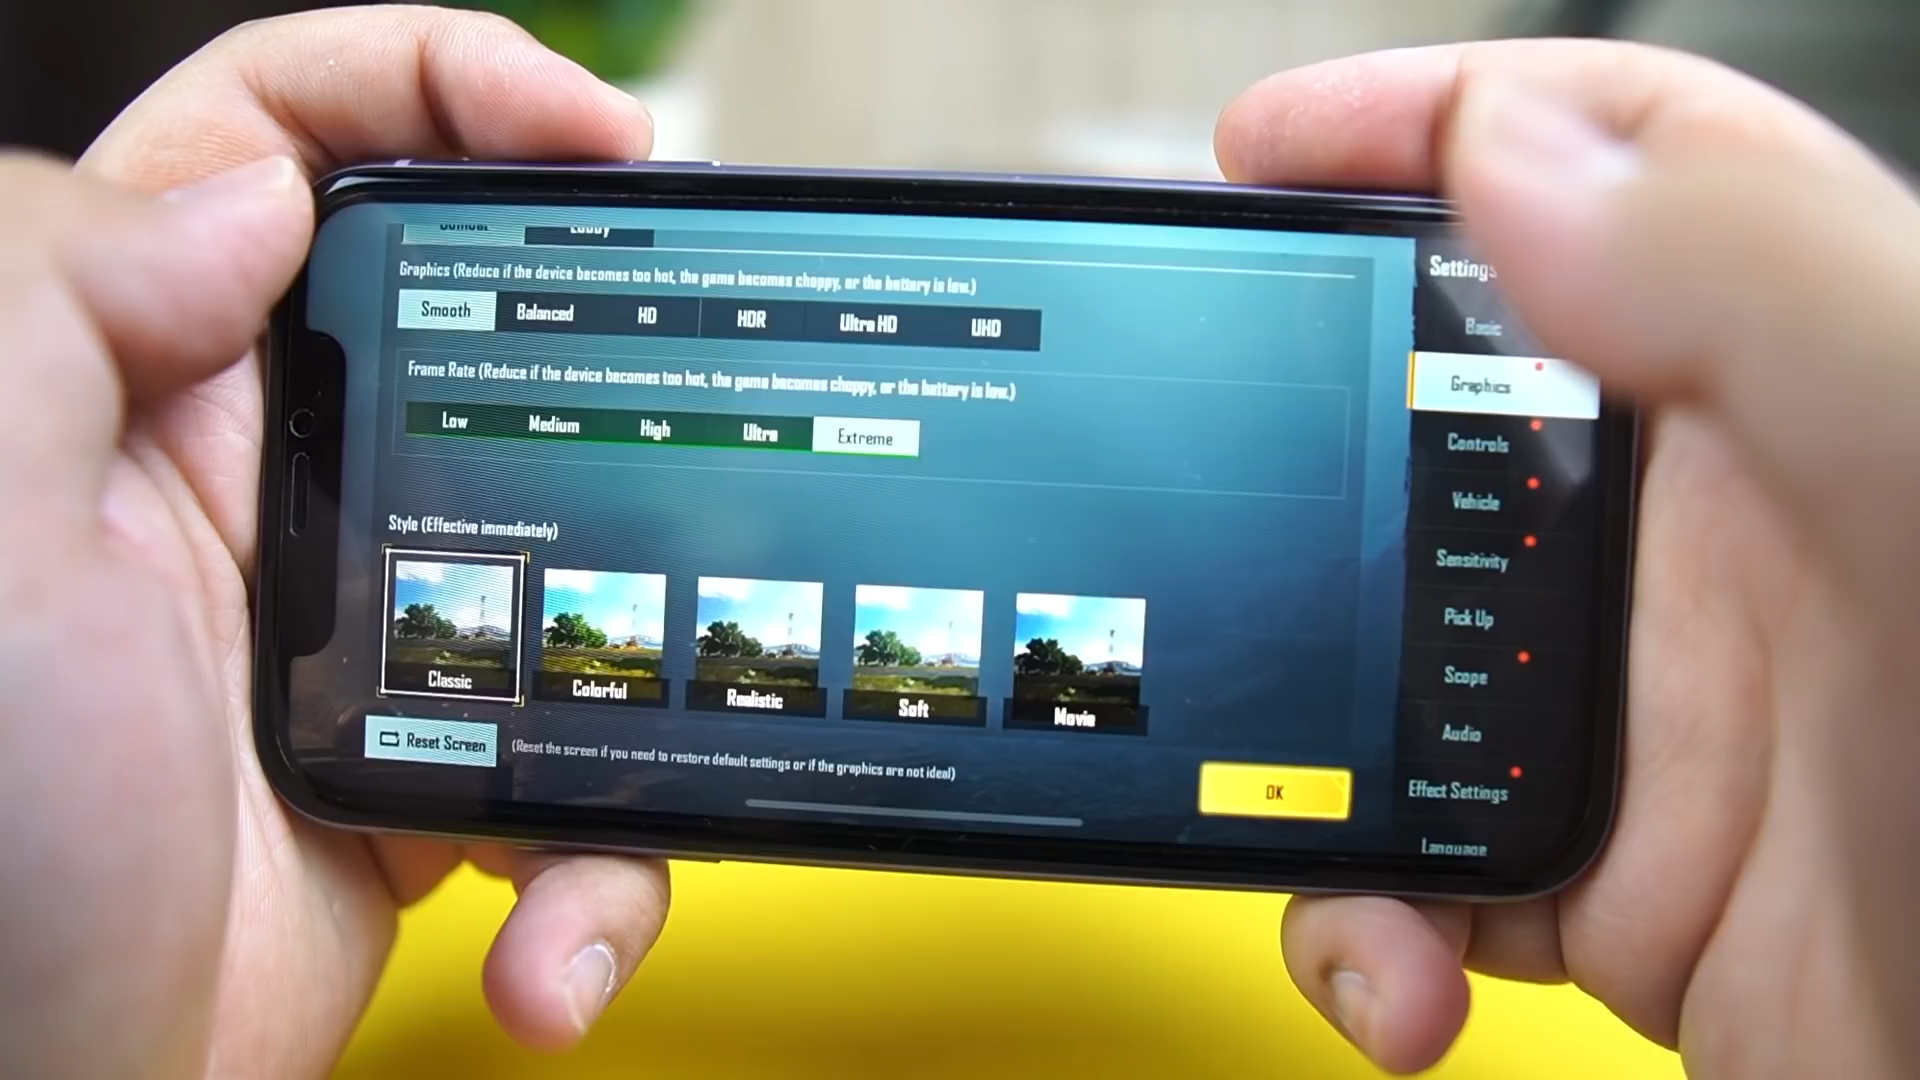 Lobby
Graphics (Reduce if the device becomes too hot, the game becomes choppy, or the battery is low.)
Smooth Balanced HD HDR Ultra HD UHD
Frame Rate (Reduce if the device becomes too hot, the game becomes choppy, or the battery is low.)
Low Medium High Ultra Extreme
Style (Effective immediately)
Classic Colorful Realistic Soft Movie
Reset Screen (Reset the screen if you need to restore default settings or if the graphics are not ideal)
OK
Settings
Basic
Graphics
Controls
Vehicle
Sensitivity
Pick Up
Scope
Audio
Effect Settings
Language